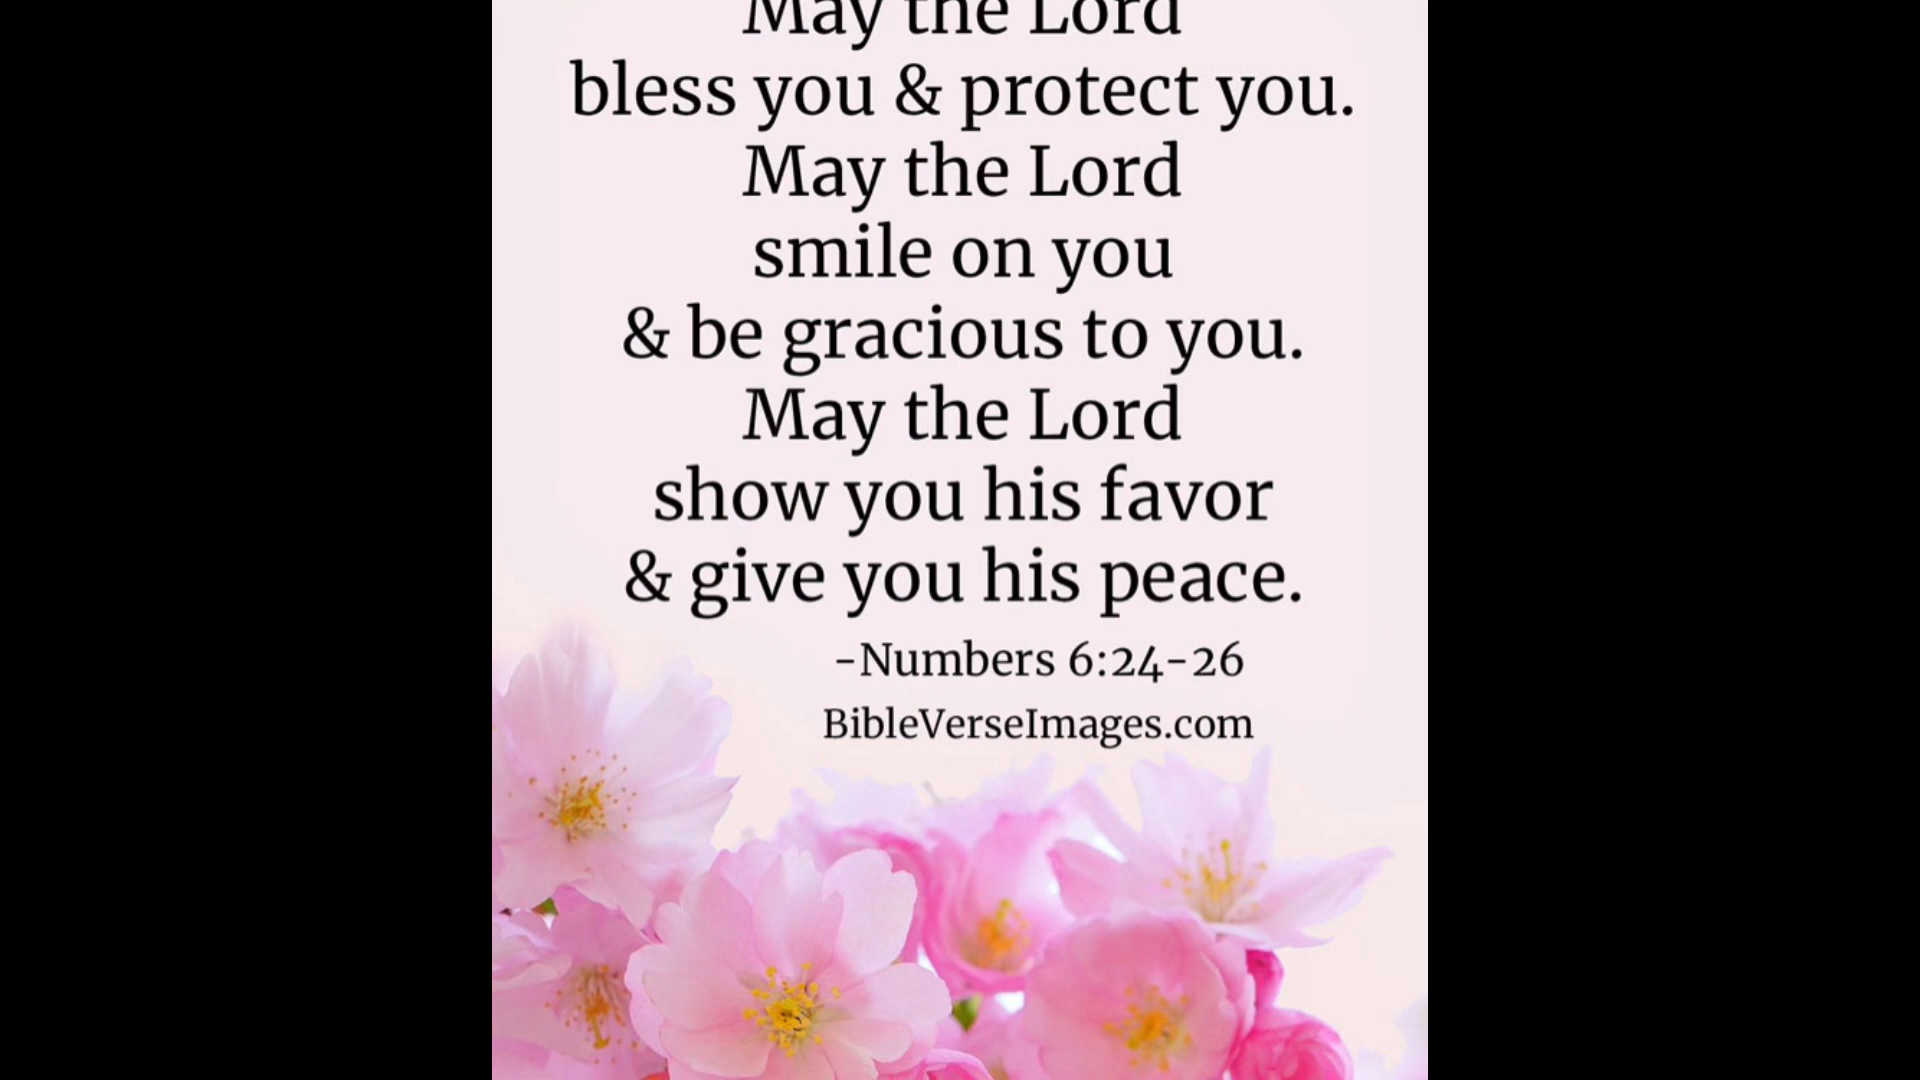 May the Lord
bless you & protect you.
May the Lord
smile on you
& be gracious to you.
May the Lord
show you his favor
& give you his peace.
-Numbers 6:24-26
BibleVerseImages.com